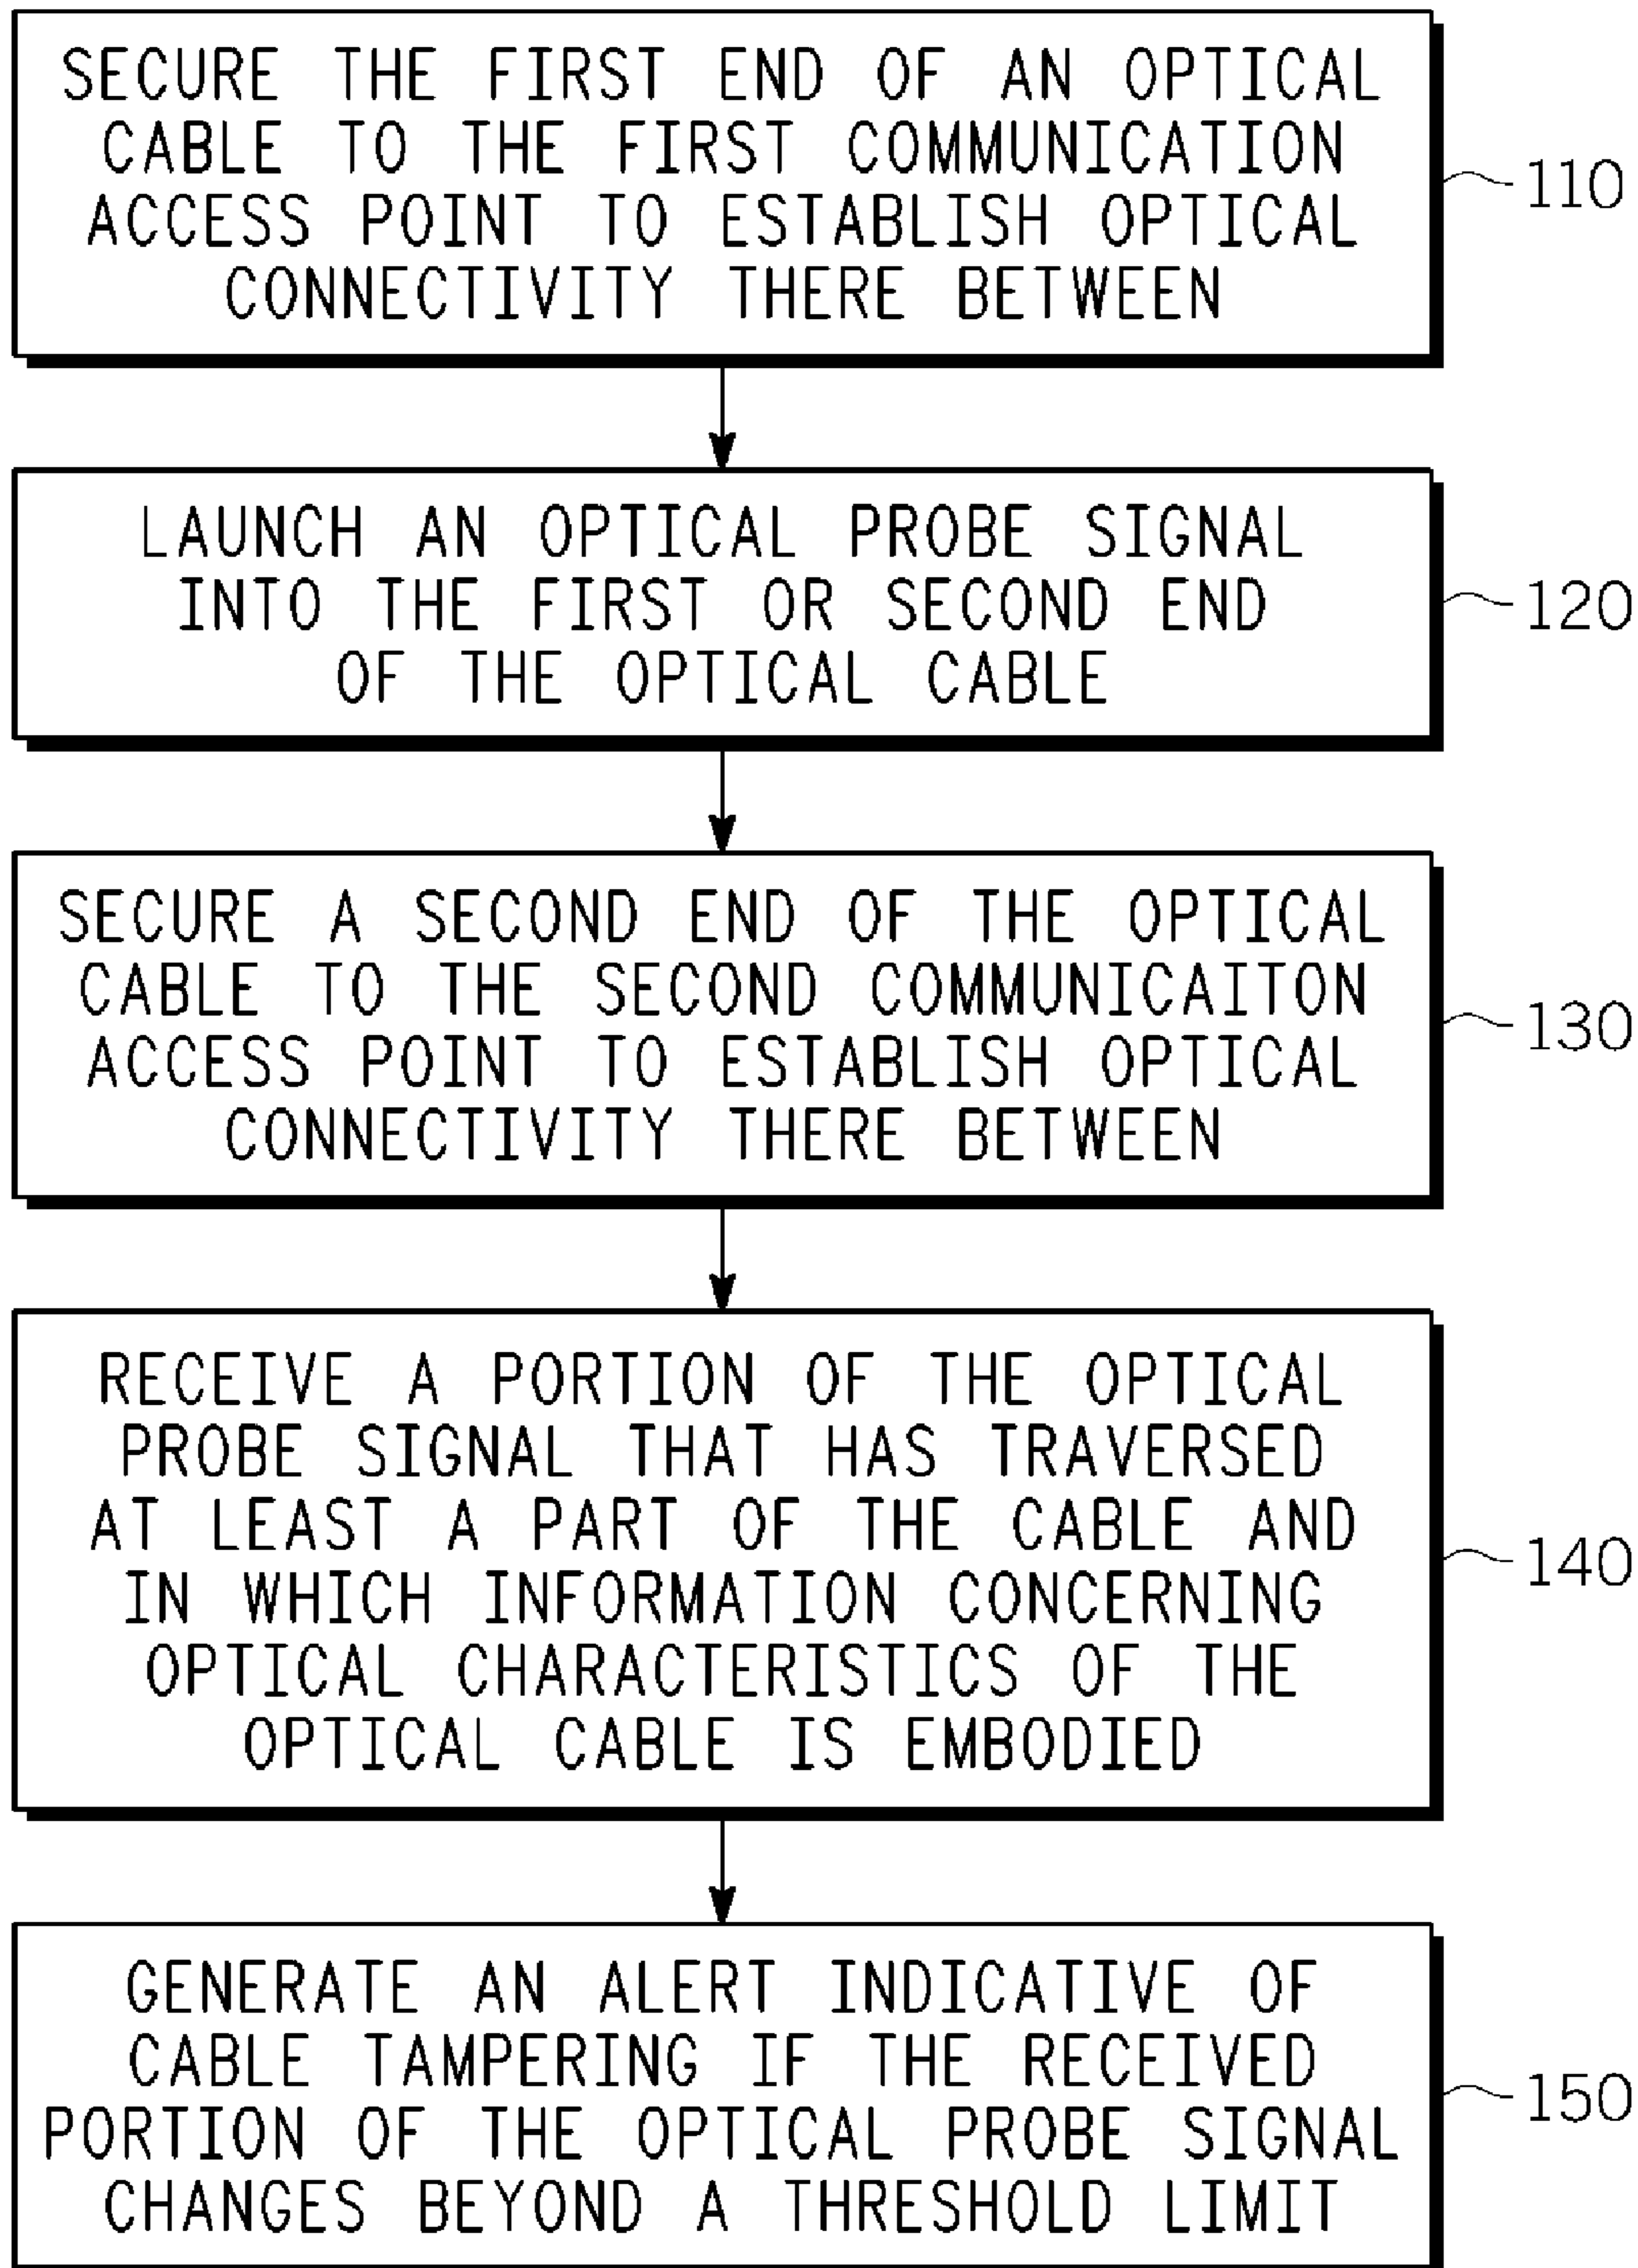 SECURE THE FIRST END OF AN OPTICAL
CABLE TO THE FIRST COMMUNICATION
ACCESS POINT TO ESTABLISH OPTICAL
CONNECTIVITY THERE BETWEEN
110
LAUNCH AN OPTICAL PROBE SIGNAL
INTO THE FIRST OR SECOND END
OF THE OPTICAL CABLE
120
SECURE A SECOND END OF THE OPTICAL
CABLE TO THE SECOND COMMUNICAITON
ACCESS POINT TO ESTABLISH OPTICAL
CONNECTIVITY THERE BETWEEN
130
RECEIVE A PORTION OF THE OPTICAL
PROBE SIGNAL THAT HAS TRAVERSED
AT LEAST A PART OF THE CABLE AND
IN WHICH INFORMATION CONCERNING
OPTICAL CHARACTERISTICS OF THE
OPTICAL CABLE IS EMBODIED
140
GENERATE AN ALERT INDICATIVE OF
CABLE TAMPERING IF THE RECEIVED
PORTION OF THE OPTICAL PROBE SIGNAL
CHANGES BEYOND A THRESHOLD LIMIT
150